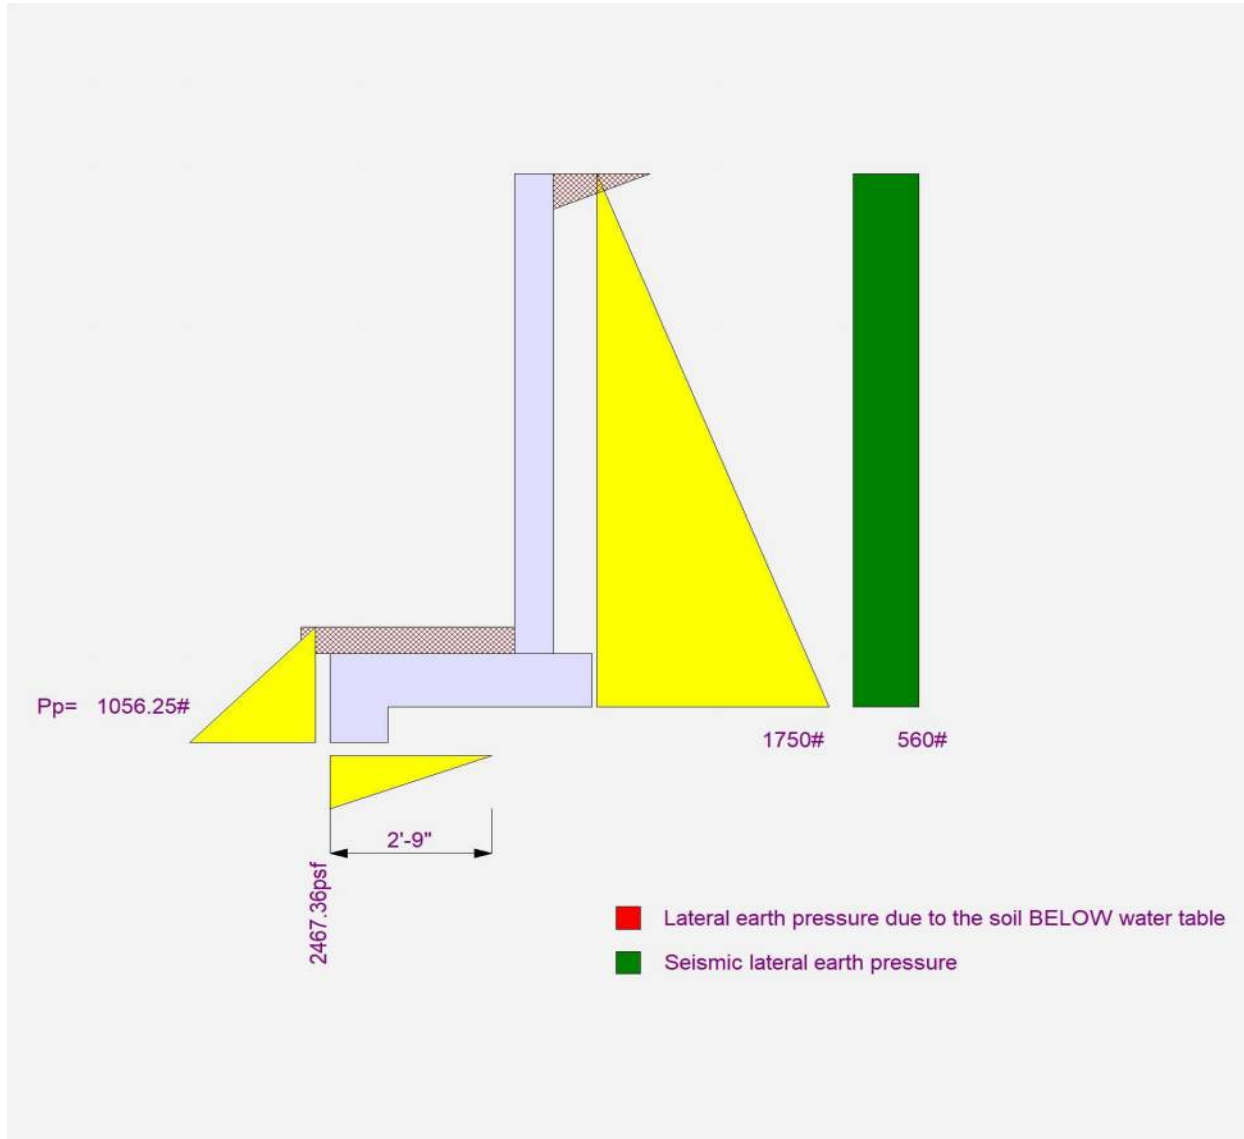 Pp= 1056.25#
1750# 560#
2'-9"
2467.36psf
Lateral earth pressure due to the soil BELOW water table
Seismic lateral earth pressure